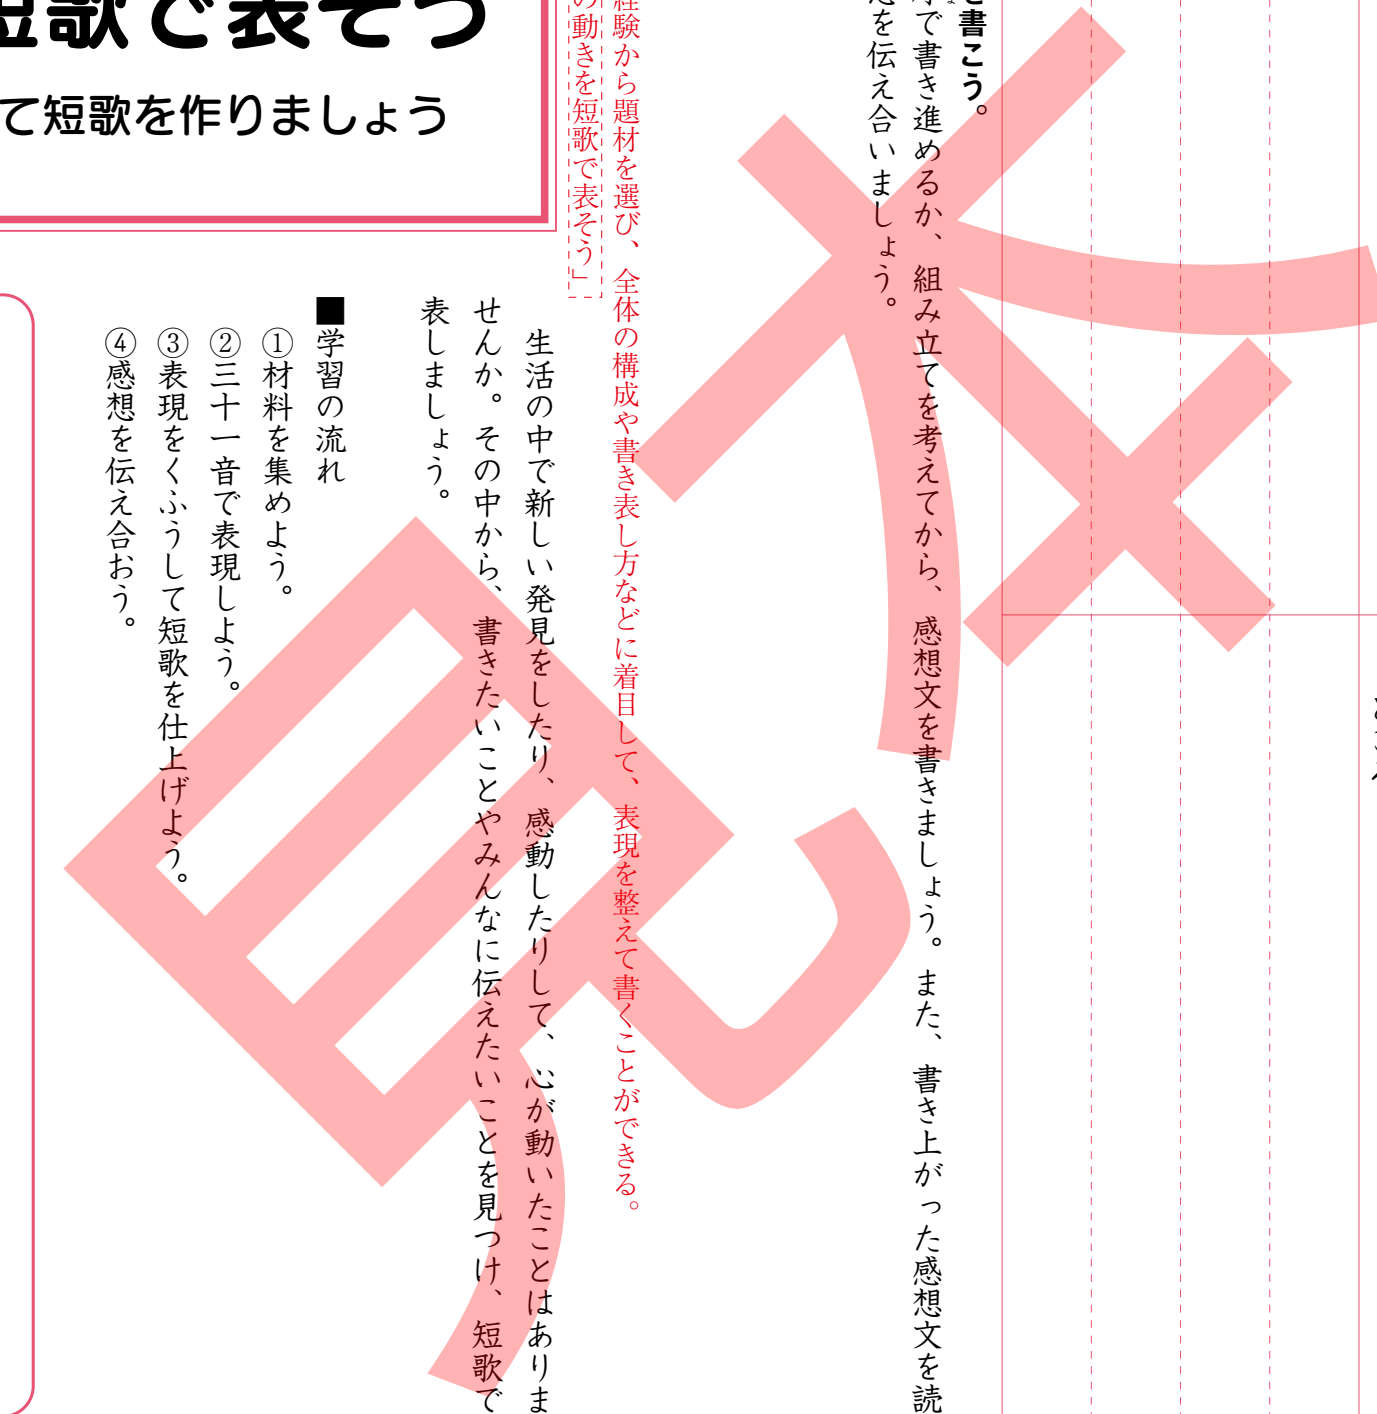 を書こう。
で書き進めるか、組み立てを考えてから、感想文を書きましょう。また、書き上がった感想文を読
を伝え合いましょう。
経験から題材を選び、全体の構成や書き表し方などに着目して、表現を整えて書くことができる。
の動きを短歌で表そう」
短歌で表そう
て短歌を作りましょう
生活の中で新しい発見をしたり、感動したりして、心が動いたことはありま
せんか。その中から、書きたいことやみんなに伝えたいことを見つけ、短歌で
表しましょう。
■学習の流れ
①材料を集めよう。
②三十一音で表現しよう。
③表現をくふうして短歌を仕上げよう。
④感想を伝え合おう。
見本